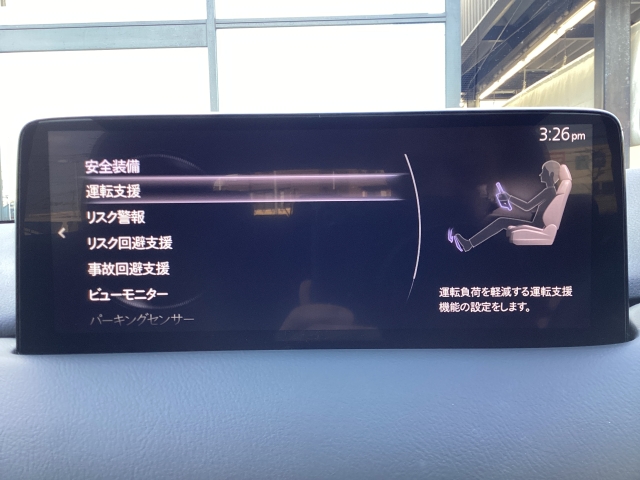 3:26 pm
安全装備
運転支援
リスク警報
リスク回避支援
事故回避支援
ビューモニター
パーキングセンサー
運転負荷を軽減する運転支援
機能の設定をします。